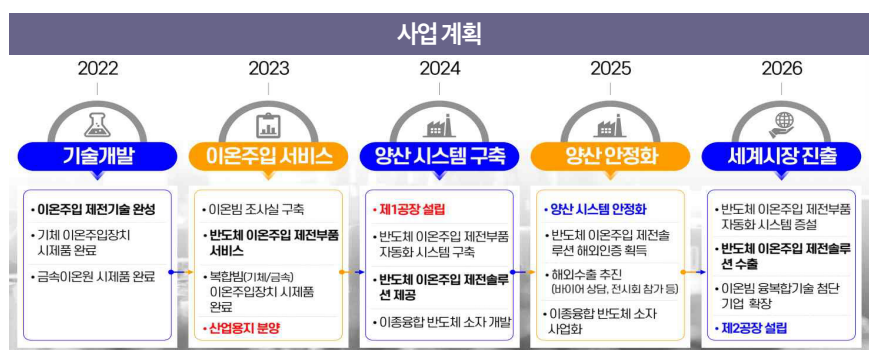 사업 계획
2022
2023
2024
2025
2026
기술개발
이온주입 서비스
양산 시스템 구축
양산 안정화
세계시장 진출
• 이온주입 제전기술 완성
• 기체 이온주입장치
시제품 완료
• 금속이온원 시제품 완료
• 이온빔 조사실 구축
• 반도체 이온주입 제전부품
서비스
• 복합빔(기체/금속)
이온주입장치 시제품
완료
• 산업용지 분양
• 제1공장 설립
• 반도체 이온주입 제전부품
자동화 시스템 구축
• 반도체 이온주입 제전솔루
션 제공
• 이종융합 반도체 소자 개발
• 양산 시스템 안정화
• 반도체 이온주입 제전솔
루션 해외인증 획득
• 해외수출 추진
(바이어 상담, 전시회 참가 등)
• 이종융합 반도체 소자
사업화
• 반도체 이온주입 제전부품
자동화 시스템 증설
• 반도체 이온주입 제전솔루
션 수출
• 이온빔 융복합기술 첨단
기업 확장
• 제2공장 설립